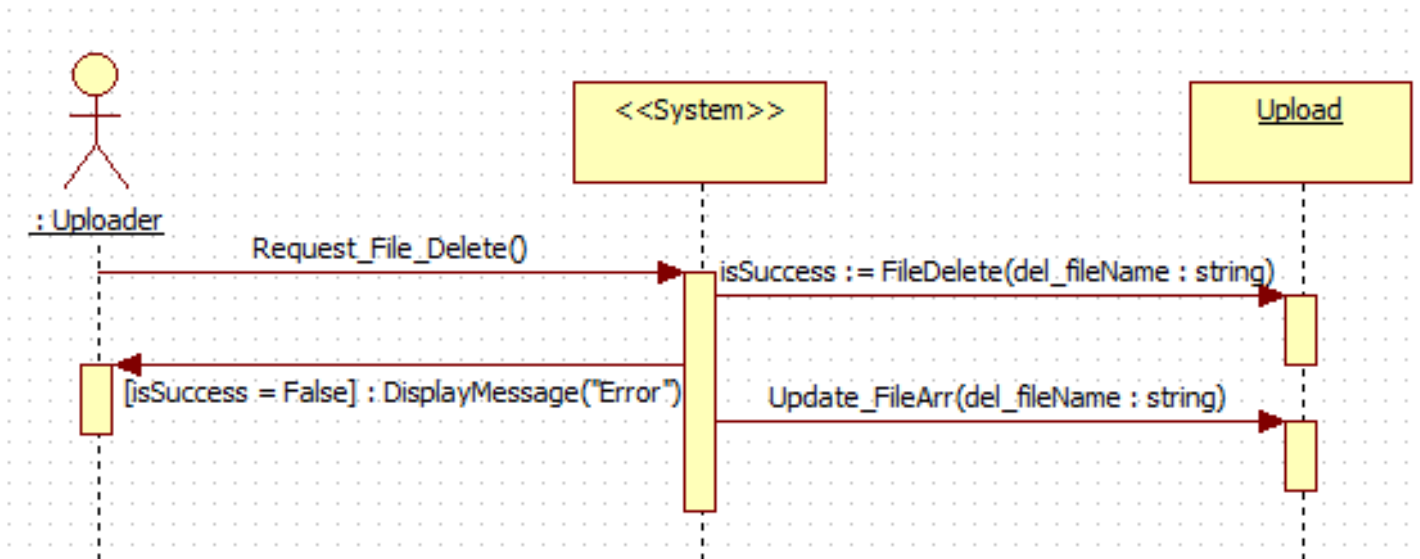 <<System>>
Upload
: Uploader
Request_File_Delete()
isSuccess := FileDelete(del_fileName : string)
[isSuccess = False] : DisplayMessage("Error")
Update_FileArr(del_fileName : string)